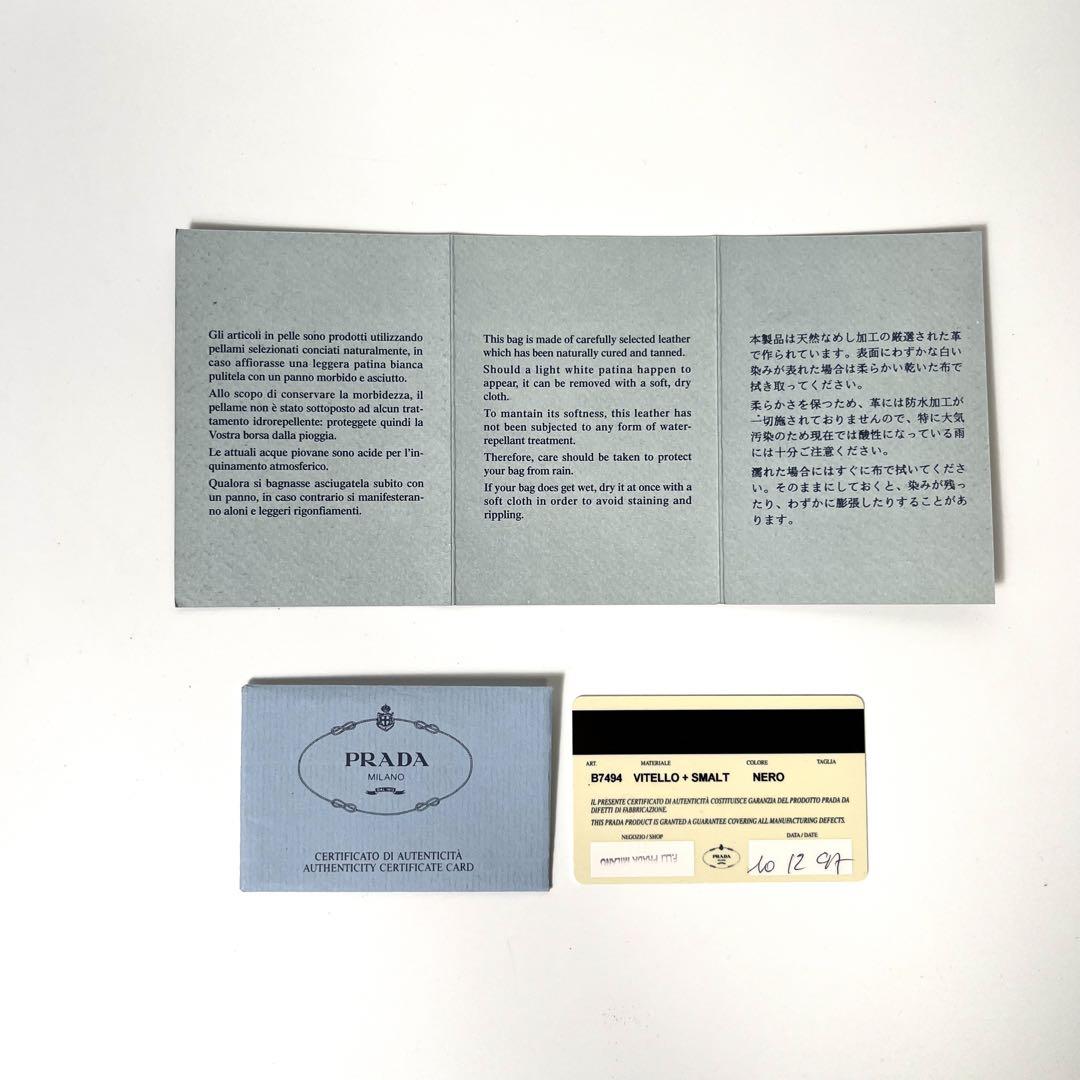 Gli articoli in pelle sono prodotti utilizzando
pellami selezionati conciati naturalmente, in
caso affiorasse una leggera patina bianca
pulitela con un panno morbido e asciutto.
Allo scopo di conservare la morbidezza, il
pellame non è stato sottoposto ad alcun trat-
tamento idrorepellente: proteggete quindi la
Vostra borsa dalla pioggia.
Le attuali acque piovane sono acide per l'in-
quinamento atmosferico.
Qualora si bagnasse asciugatela subito con
un panno, in caso contrario si manifesteran-
no aloni e leggeri rigonfiamenti.
This bag is made of carefully selected leather
which has been naturally cured and tanned.
Should a light white patina happen to
appear, it can be removed with a soft, dry
cloth.
To mantain its softness, this leather has
not been subjected to any form of water-
repellant treatment.
Therefore, care should be taken to protect
your bag from rain.
If your bag does get wet, dry it at once with a
soft cloth in order to avoid staining and
rippling.
本製品は天然なめし加工の厳選された革
で作られています。表面にわずかな白い
染みが表れた場合は柔らかい乾いた布で
拭き取ってください。
柔らかさを保つため、革には防水加工が
一切施されておりませんので、特に大気
汚染のため現在では酸性になっている雨
には十分ご注意ください。
濡れた場合にはすぐに布で拭いてくださ
い。そのままにしておくと、染みが残っ
たり、わずかに膨張したりすることがあ
ります。
PRADA
MILANO
DAL 1913
CERTIFICATO DI AUTENTICITÀ
AUTHENTICITY CERTIFICATE CARD
ART. MATERIALE COLORE TAGLIA
B7494 VITELLO + SMALT NERO
IL PRESENTE CERTIFICATO DI AUTENTICITÀ COSTITUISCE GARANZIA DEL PRODOTTO PRADA DA
DIFETTI DI FABBRICAZIONE.
THIS PRADA PRODUCT IS GRANTED A GUARANTEE COVERING ALL MANUFACTURING DEFECTS.
NEGOZIO / SHOP DATA / DATE
F.LLI PRADA MILANO
PRADA
10 12 97